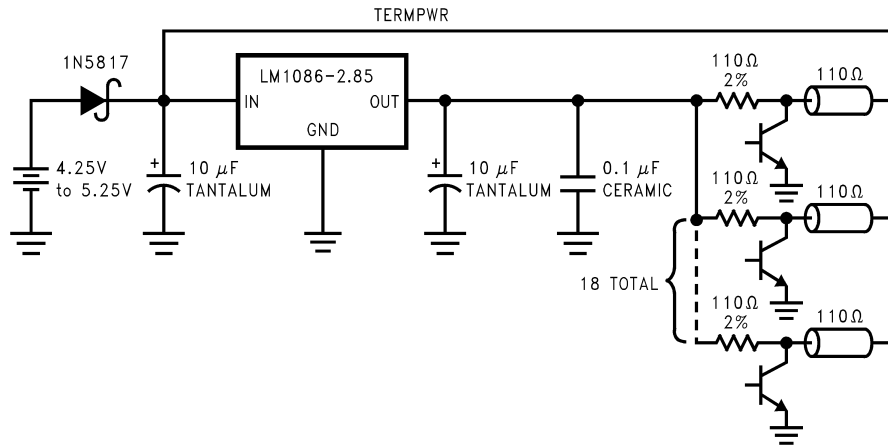 TERMPWR
1N5817
LM1086-2.85
IN
OUT
GND
4.25V
to 5.25V
+
10 μF
TANTALUM
+
10 μF
TANTALUM
0.1 μF
CERAMIC
110Ω
2%
110Ω
110Ω
2%
110Ω
18 TOTAL
110Ω
2%
110Ω